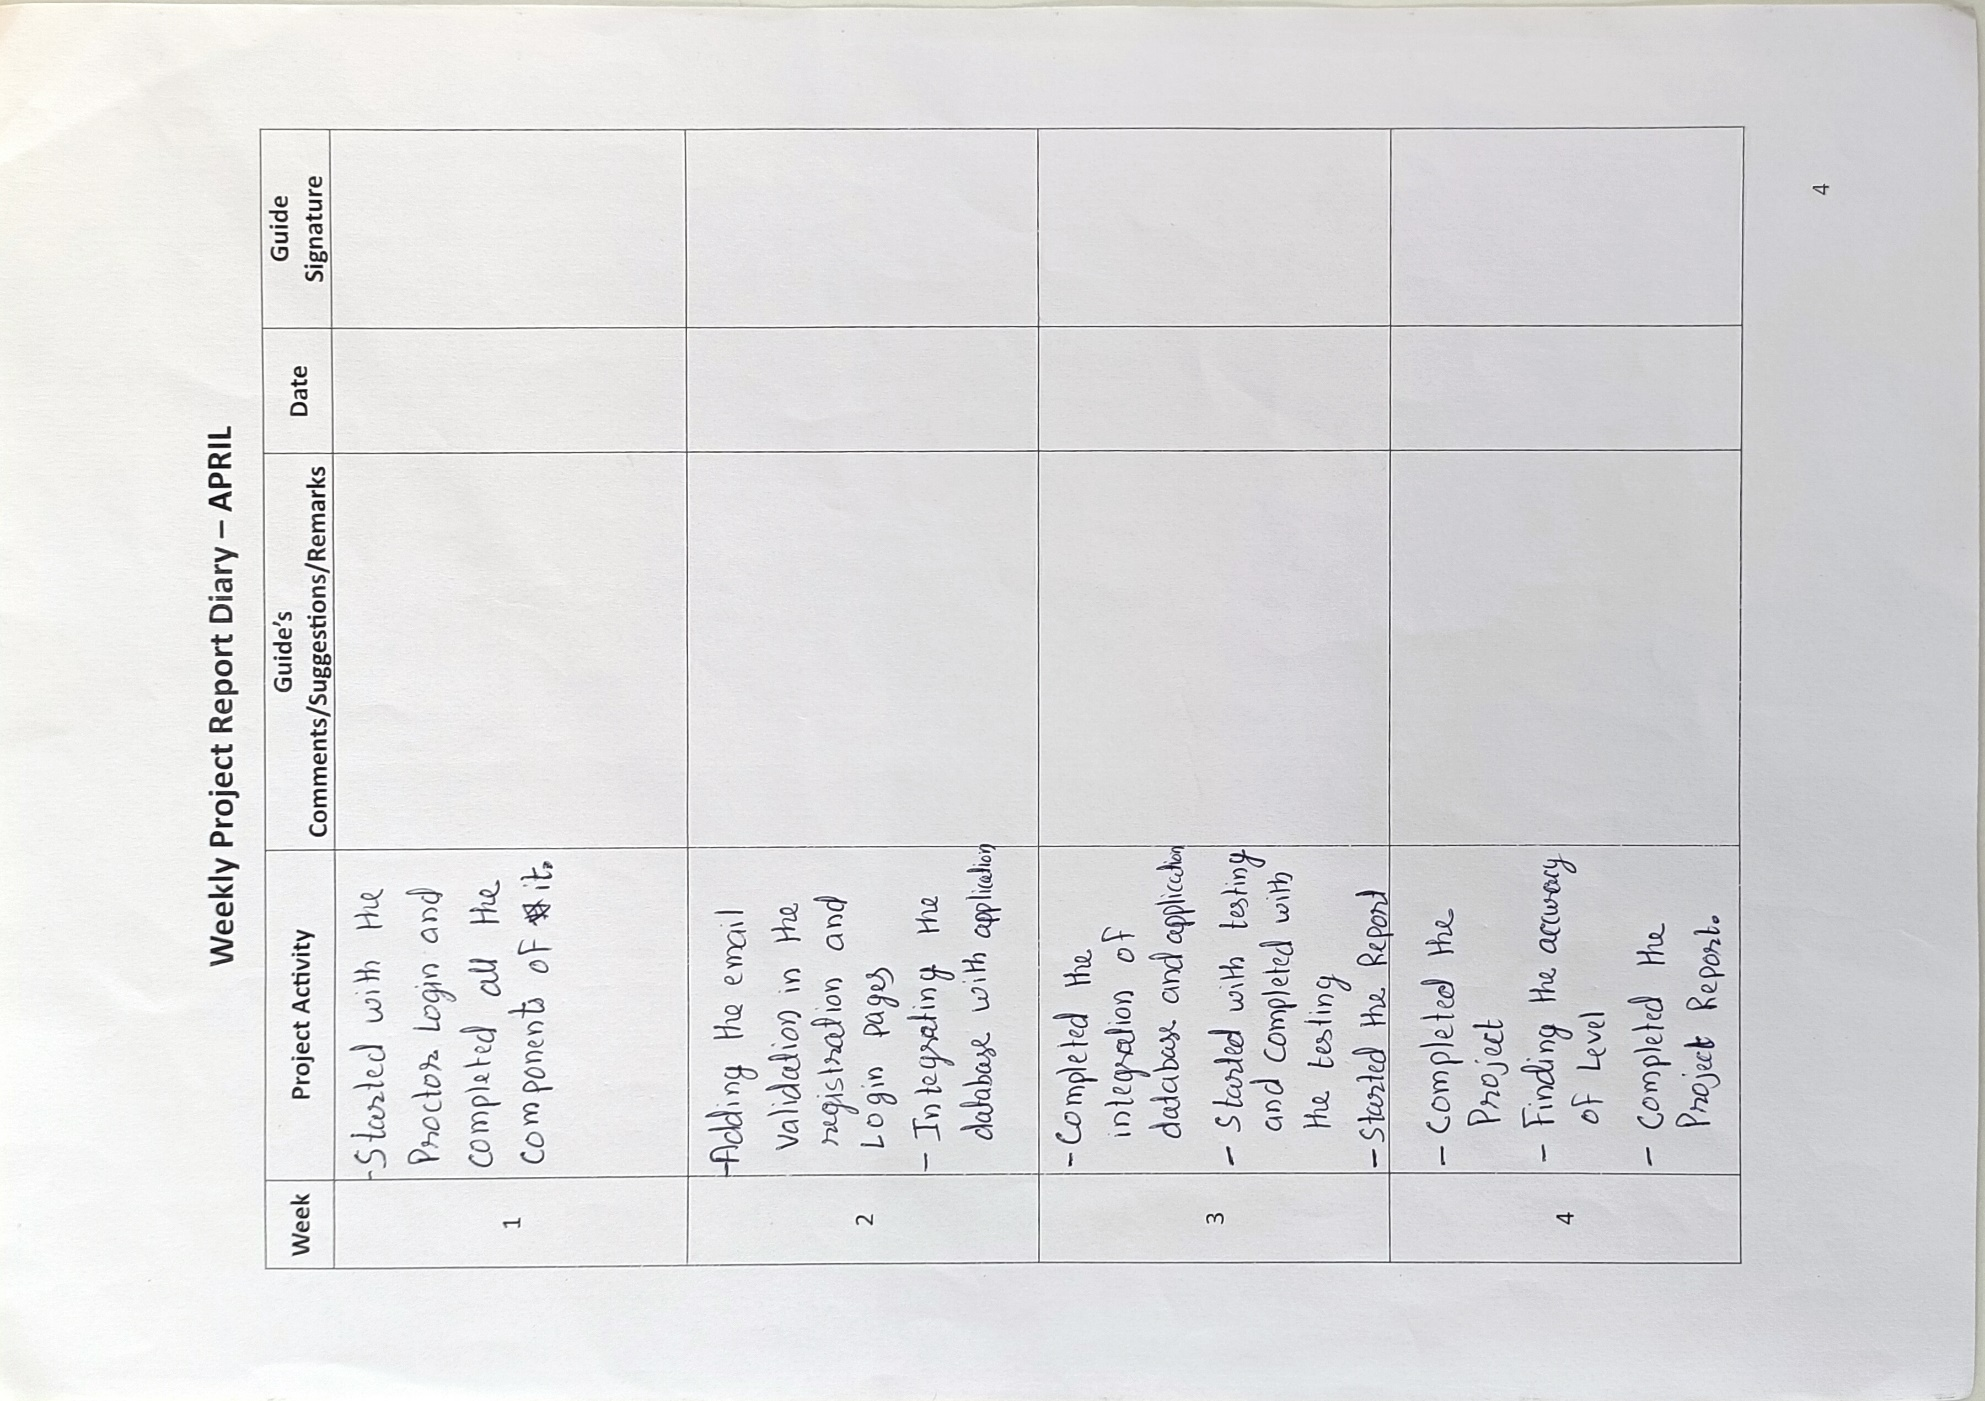 Weekly Project Report Diary – APRIL
Week
Project Activity
Guide's
Comments/Suggestions/Remarks
Date
Guide
Signature
1
-Started with the
Proctor Login and
completed all the
components of it.
2
-Adding the email
validation in the
registration and
Login pages
- Integrating the
database with application
3
- Completed the
integration of
database and application
- Started with testing
and completed with
the testing
- Started the Report
4
- Completed the
Project
- Finding the accuracy
of Level
- Completed the
Project Report.
4